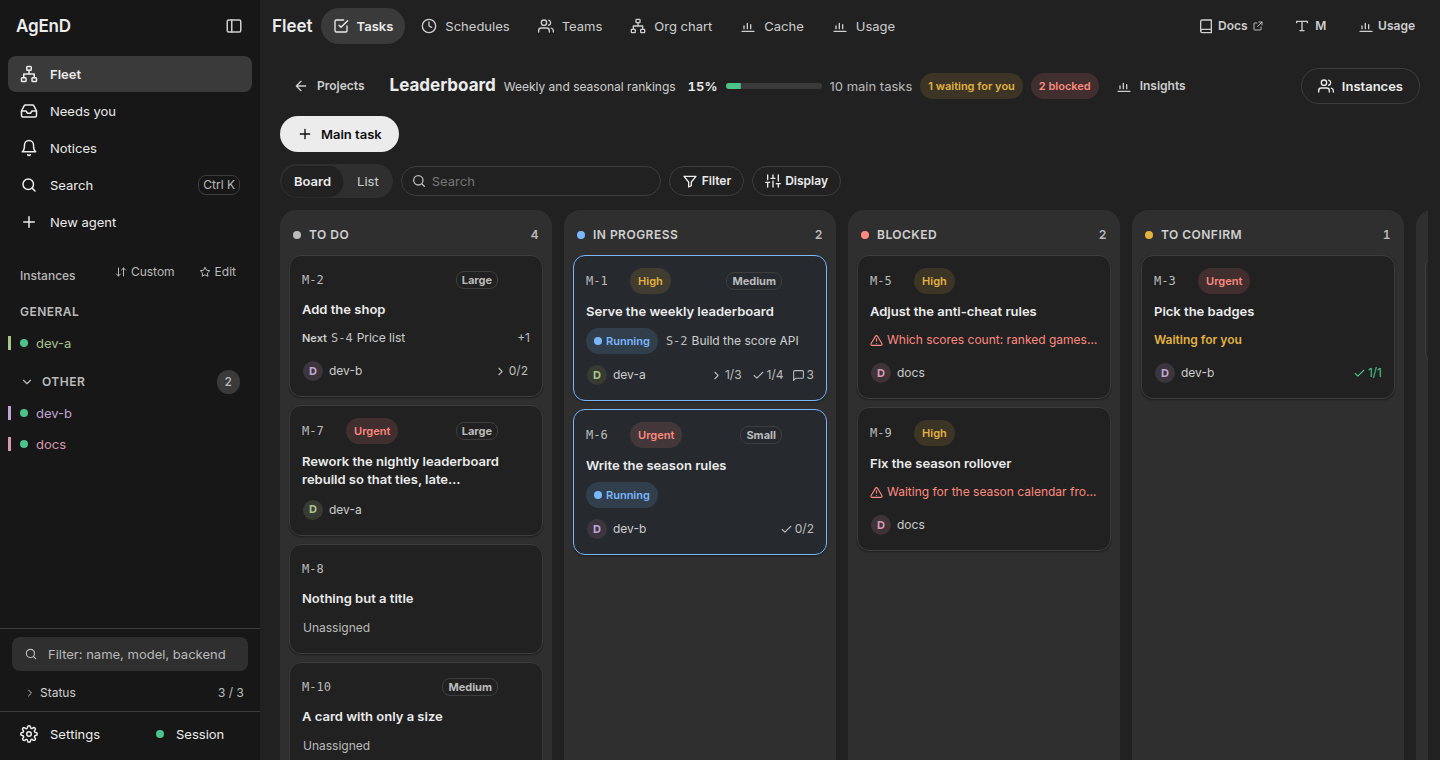 AgEnD
Fleet
Needs you
Notices
Search Ctrl K
New agent
Instances Custom Edit
GENERAL
dev-a
OTHER 2
dev-b
docs
Filter: name, model, backend
Status 3 / 3
Settings Session
Fleet Tasks Schedules Teams Org chart Cache Usage Docs M Usage
Projects Leaderboard Weekly and seasonal rankings 15% 10 main tasks 1 waiting for you 2 blocked Insights Instances
Main task
Board List Search Filter Display
TO DO 4
M-2 Large
Add the shop
Next S-4 Price list +1
D dev-b 0/2
M-7 Urgent Large
Rework the nightly leaderboard
rebuild so that ties, late…
D dev-a
M-8
Nothing but a title
Unassigned
M-10 Medium
A card with only a size
Unassigned
IN PROGRESS 2
M-1 High Medium
Serve the weekly leaderboard
Running S-2 Build the score API
D dev-a 1/3 1/4 3
M-6 Urgent Small
Write the season rules
Running
D dev-b 0/2
BLOCKED 2
M-5 High
Adjust the anti-cheat rules
Which scores count: ranked games…
D docs
M-9 High
Fix the season rollover
Waiting for the season calendar fro…
D docs
TO CONFIRM 1
M-3 Urgent
Pick the badges
Waiting for you
D dev-b 1/1